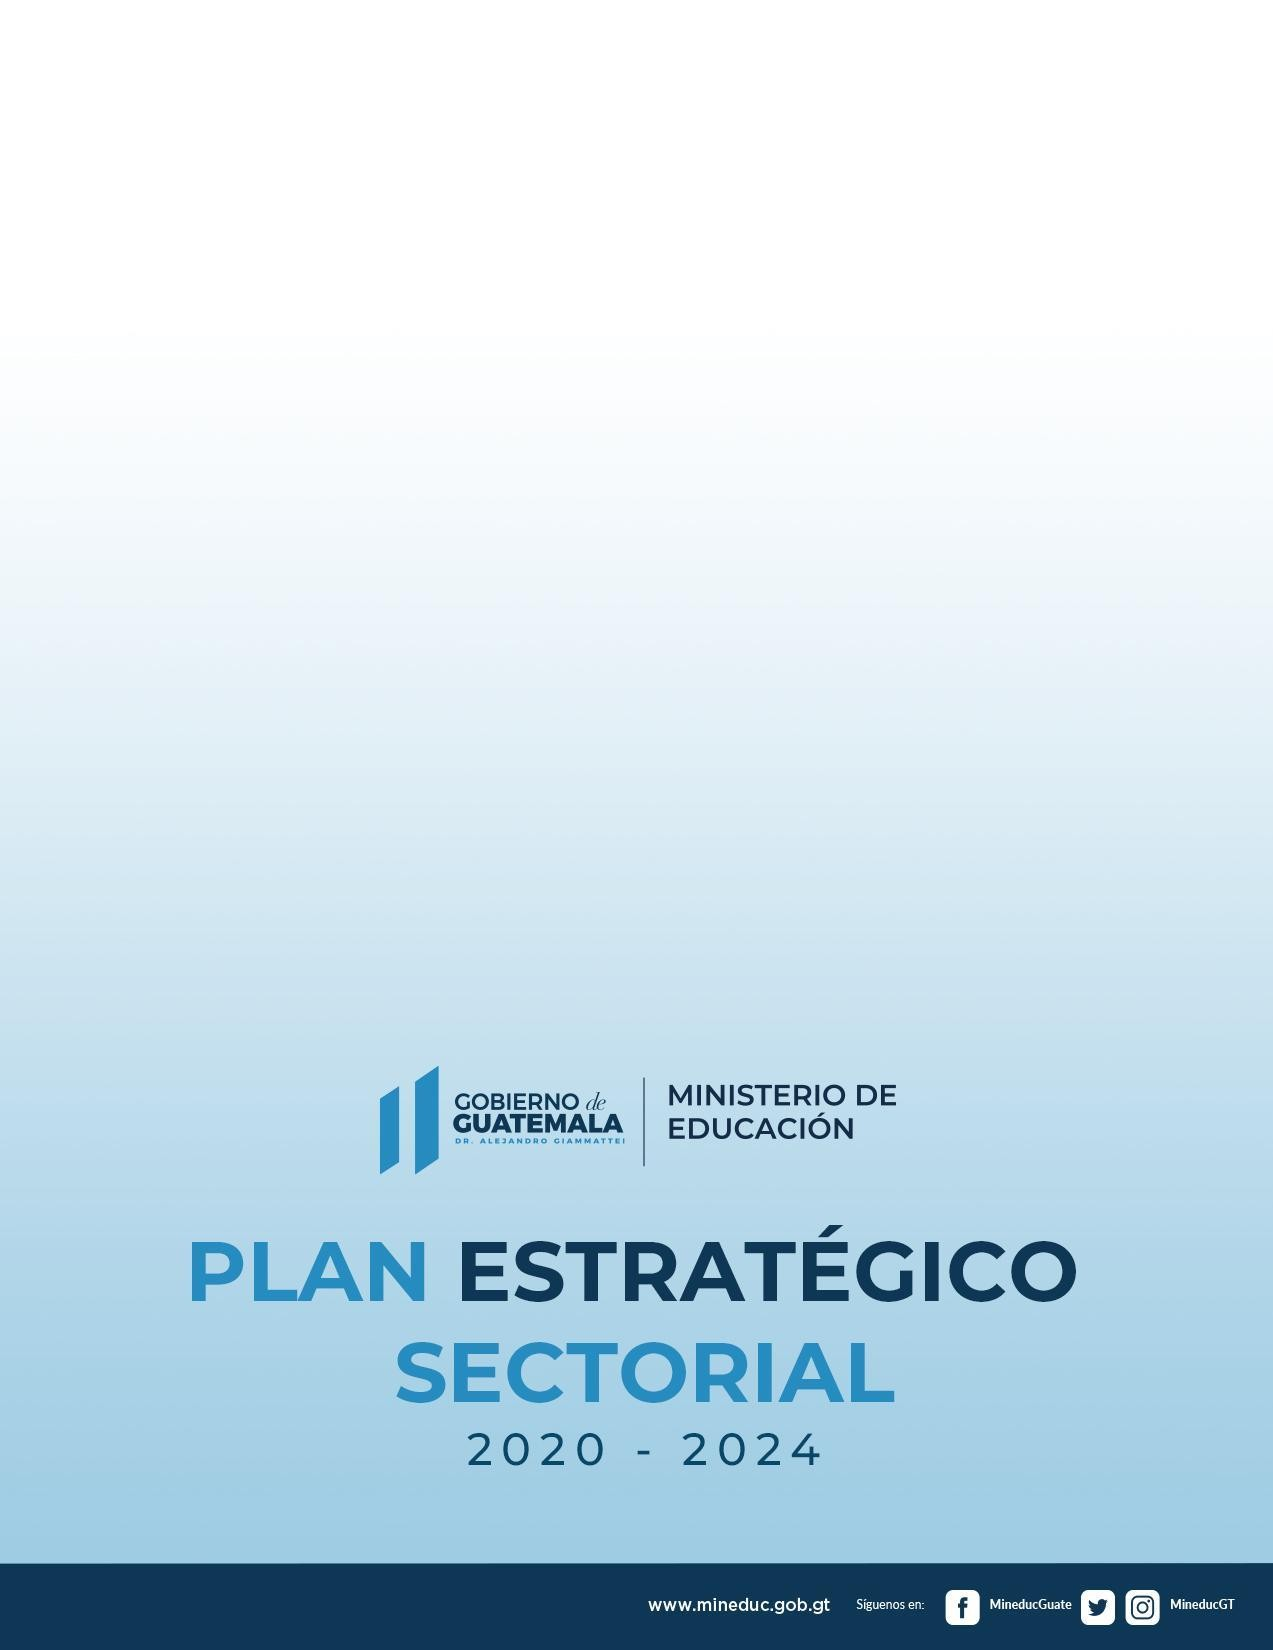 GOBIERNO de
GUATEMALA
DR. ALEJANDRO GIAMMATTEI
MINISTERIO DE
EDUCACIÓN
PLAN ESTRATÉGICO
SECTORIAL
2020 - 2024
www.mineduc.gob.gt Síguenos en: MineducGuate MineducGT